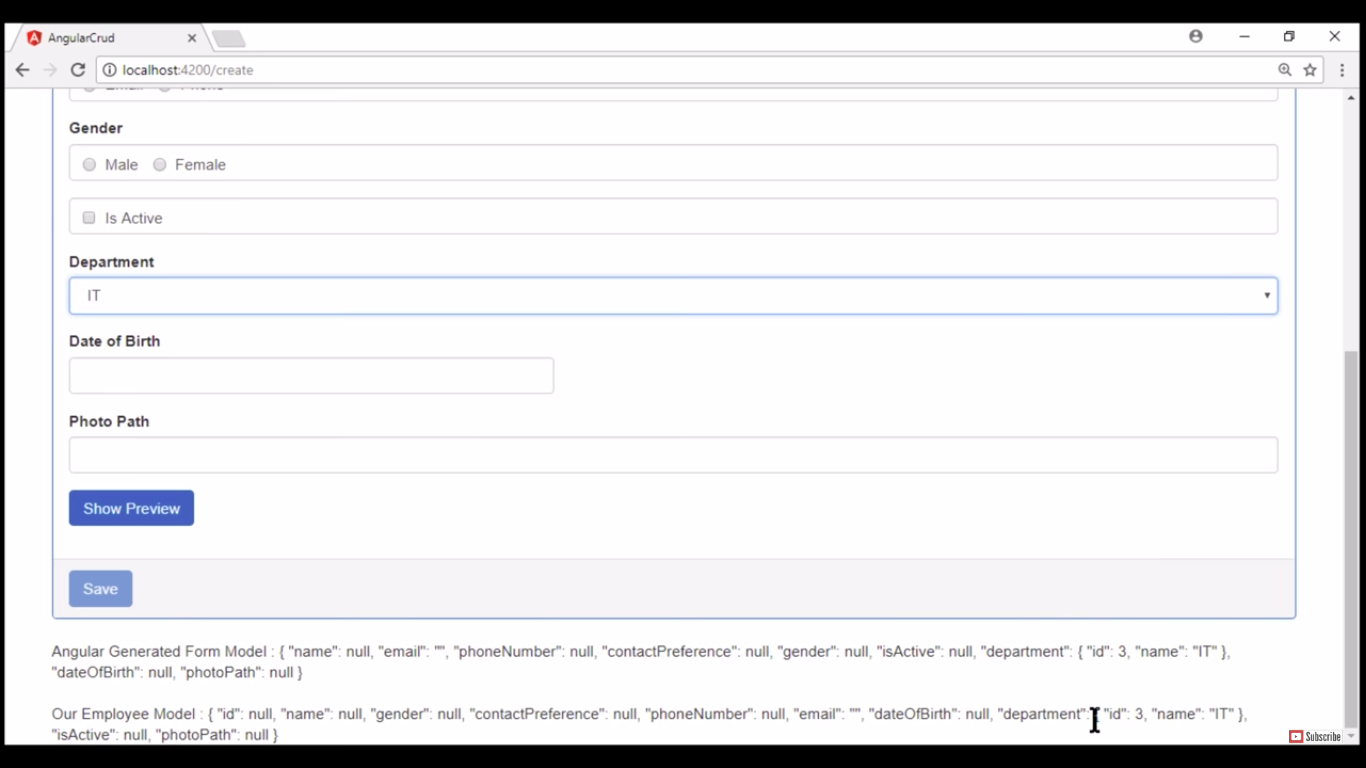 AngularCrud
localhost:4200/create
Email Phone
Gender
Male Female
Is Active
Department
IT
Date of Birth
Photo Path
Show Preview
Save
Angular Generated Form Model : { "name": null, "email": "", "phoneNumber": null, "contactPreference": null, "gender": null, "isActive": null, "department": { "id": 3, "name": "IT" },
"dateOfBirth": null, "photoPath": null }
Our Employee Model : { "id": null, "name": null, "gender": null, "contactPreference": null, "phoneNumber": null, "email": "", "dateOfBirth": null, "department": { "id": 3, "name": "IT" },
"isActive": null, "photoPath": null }
Subscribe